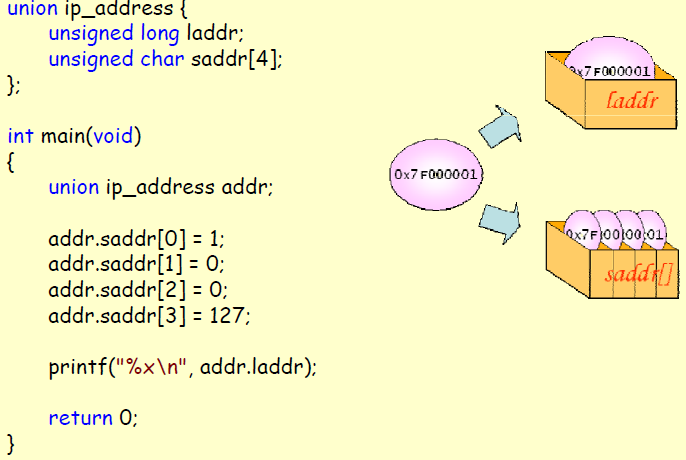 union ip_address {
unsigned long laddr;
unsigned char saddr[4];
};
int main(void)
{
union ip_address addr;
addr.saddr[0] = 1;
addr.saddr[1] = 0;
addr.saddr[2] = 0;
addr.saddr[3] = 127;
printf("%x\n", addr.laddr);
return 0;
}
0x7F000001
laddr
0x7F000001
0x7F 00 00 01
saddr[]